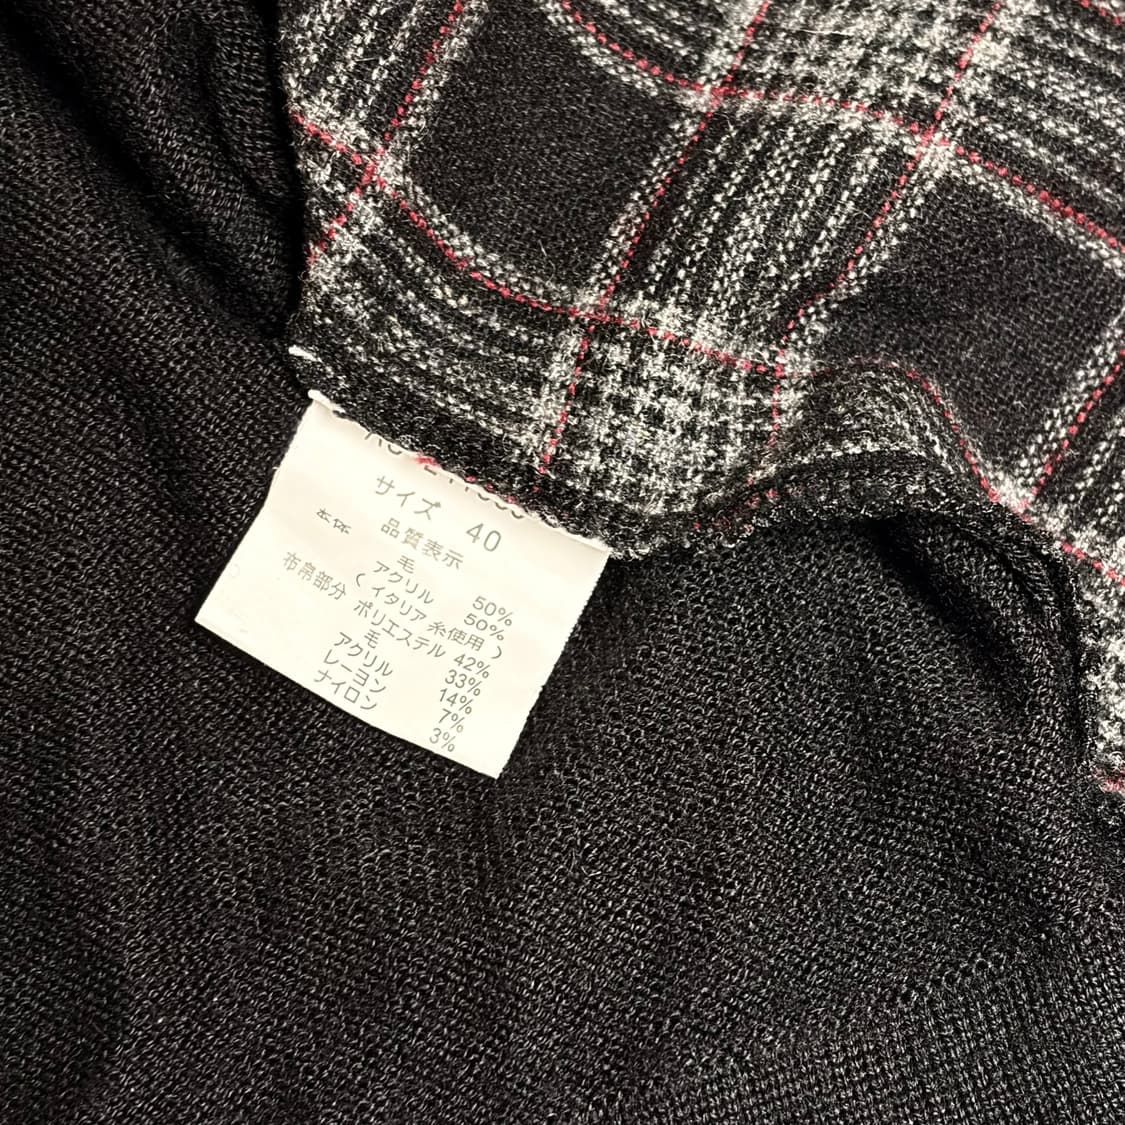 サイズ 40
品質表示
本体 毛 50%
アクリル 50%
( イタリア糸使用 )
布帛部分 ポリエステル 42%
毛 33%
アクリル 14%
レーヨン 7%
ナイロン 3%